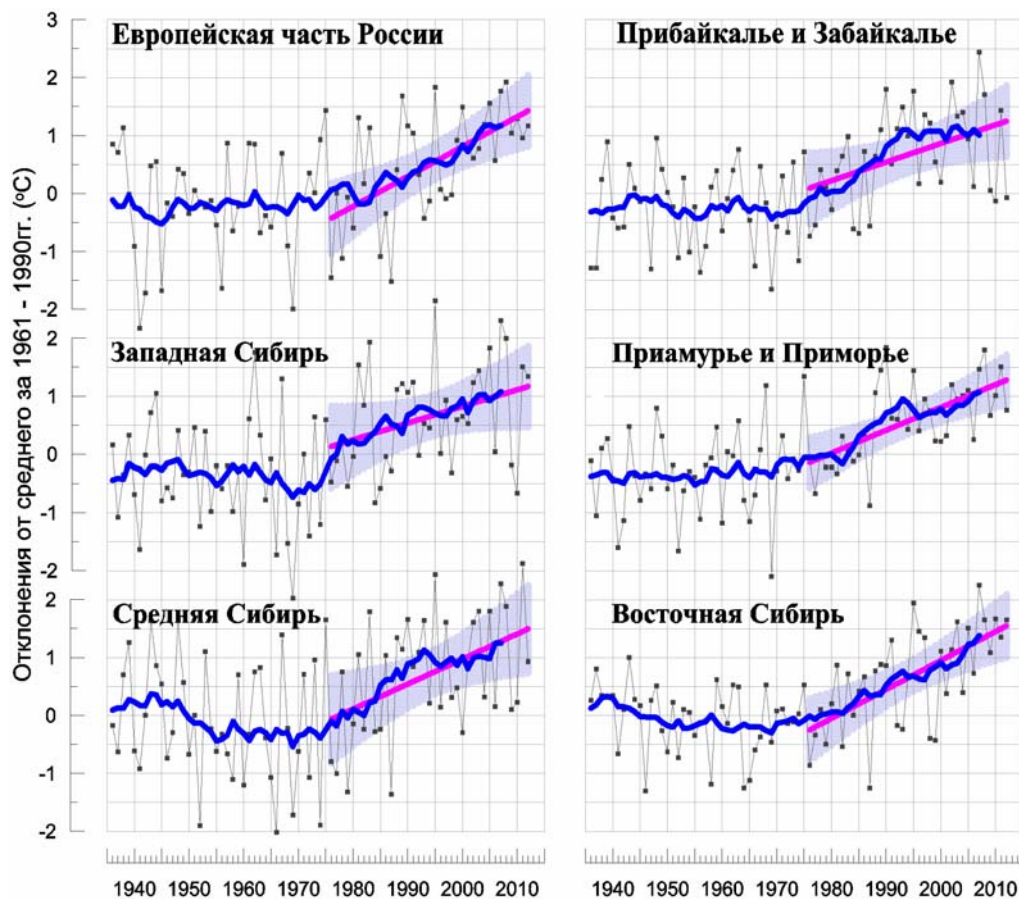 Отклонения от среднего за 1961 - 1990гг. (°C)
Европейская часть России
3
2
1
0
-1
-2
Прибайкалье и Забайкалье
Западная Сибирь
2
1
0
-1
-2
Приамурье и Приморье
Средняя Сибирь
2
1
0
-1
-2
Восточная Сибирь
1940 1950 1960 1970 1980 1990 2000 2010
1940 1950 1960 1970 1980 1990 2000 2010